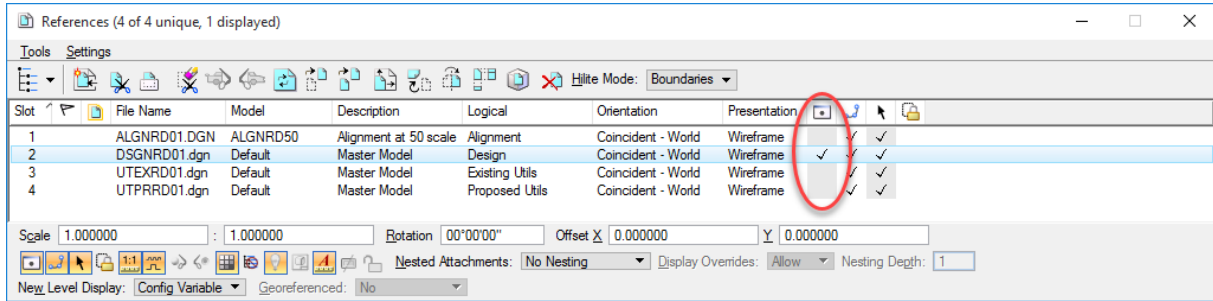 References (4 of 4 unique, 1 displayed)
Tools Settings
Hilite Mode: Boundaries
Slot File Name Model Description Logical Orientation Presentation
1 ALGNRD01.DGN ALGNRD50 Alignment at 50 scale Alignment Coincident - World Wireframe
2 DSGNRD01.dgn Default Master Model Design Coincident - World Wireframe
3 UTEXRD01.dgn Default Master Model Existing Utils Coincident - World Wireframe
4 UTPRRD01.dgn Default Master Model Proposed Utils Coincident - World Wireframe
Scale 1.000000 : 1.000000 Rotation 00°00'00" Offset X 0.000000 Y 0.000000
1:1 A Nested Attachments: No Nesting Display Overrides: Allow Nesting Depth: 1
New Level Display: Config Variable Georeferenced: No